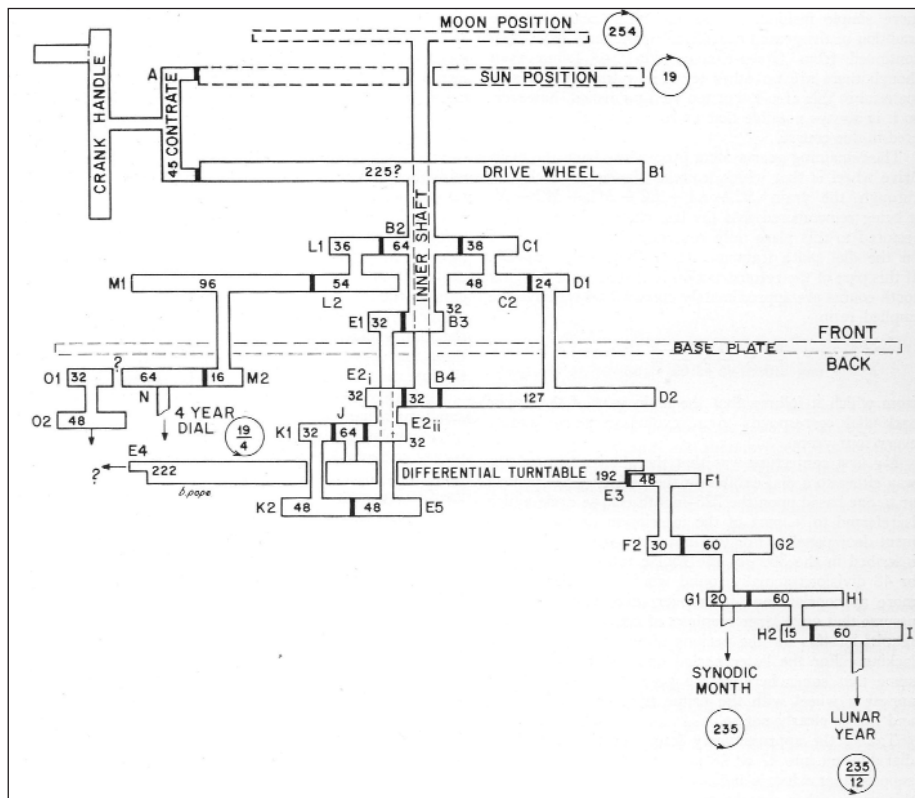 MOON POSITION
254
A
SUN POSITION
19
CRANK HANDLE
45 CONTRATE
225? DRIVE WHEEL B1
INNER SHAFT
B2
L1 36 64 38 C1
M1 96 54 48 24 D1
L2 C2
32
E1 32 B3
FRONT
BASE PLATE
BACK
?
O1 32 64 16 M2
E2i
32 32 B4 127 D2
N
O2 48
4 YEAR
DIAL
19
4
J
E2ii
K1 32 64 32
E4
? 222
DIFFERENTIAL TURNTABLE 192 48 F1
E3
b.pope
K2 48 48 E5
F2 30 60 G2
G1 20 60 H1
H2 15 60 I
SYNODIC
MONTH
235
LUNAR
YEAR
235
12